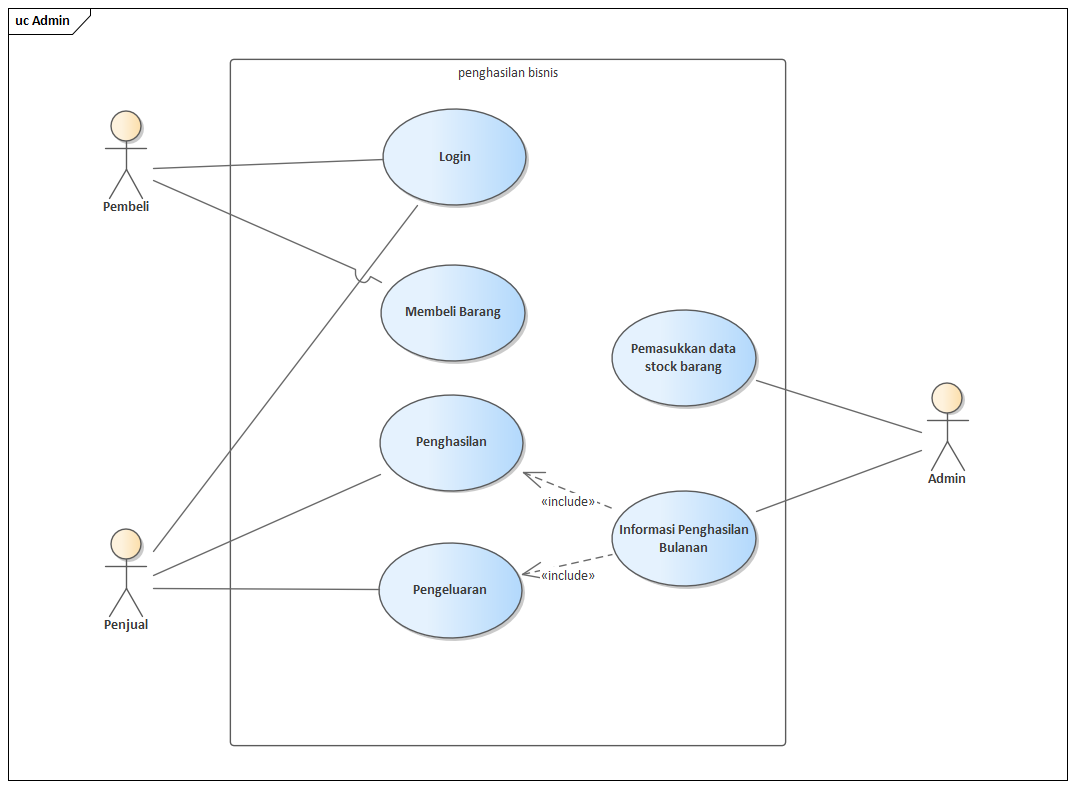 uc Admin
penghasilan bisnis
Login
Pembeli
Membeli Barang
Pemasukkan data
stock barang
Penghasilan
Admin
«include»
Informasi Penghasilan
Bulanan
«include»
Pengeluaran
Penjual